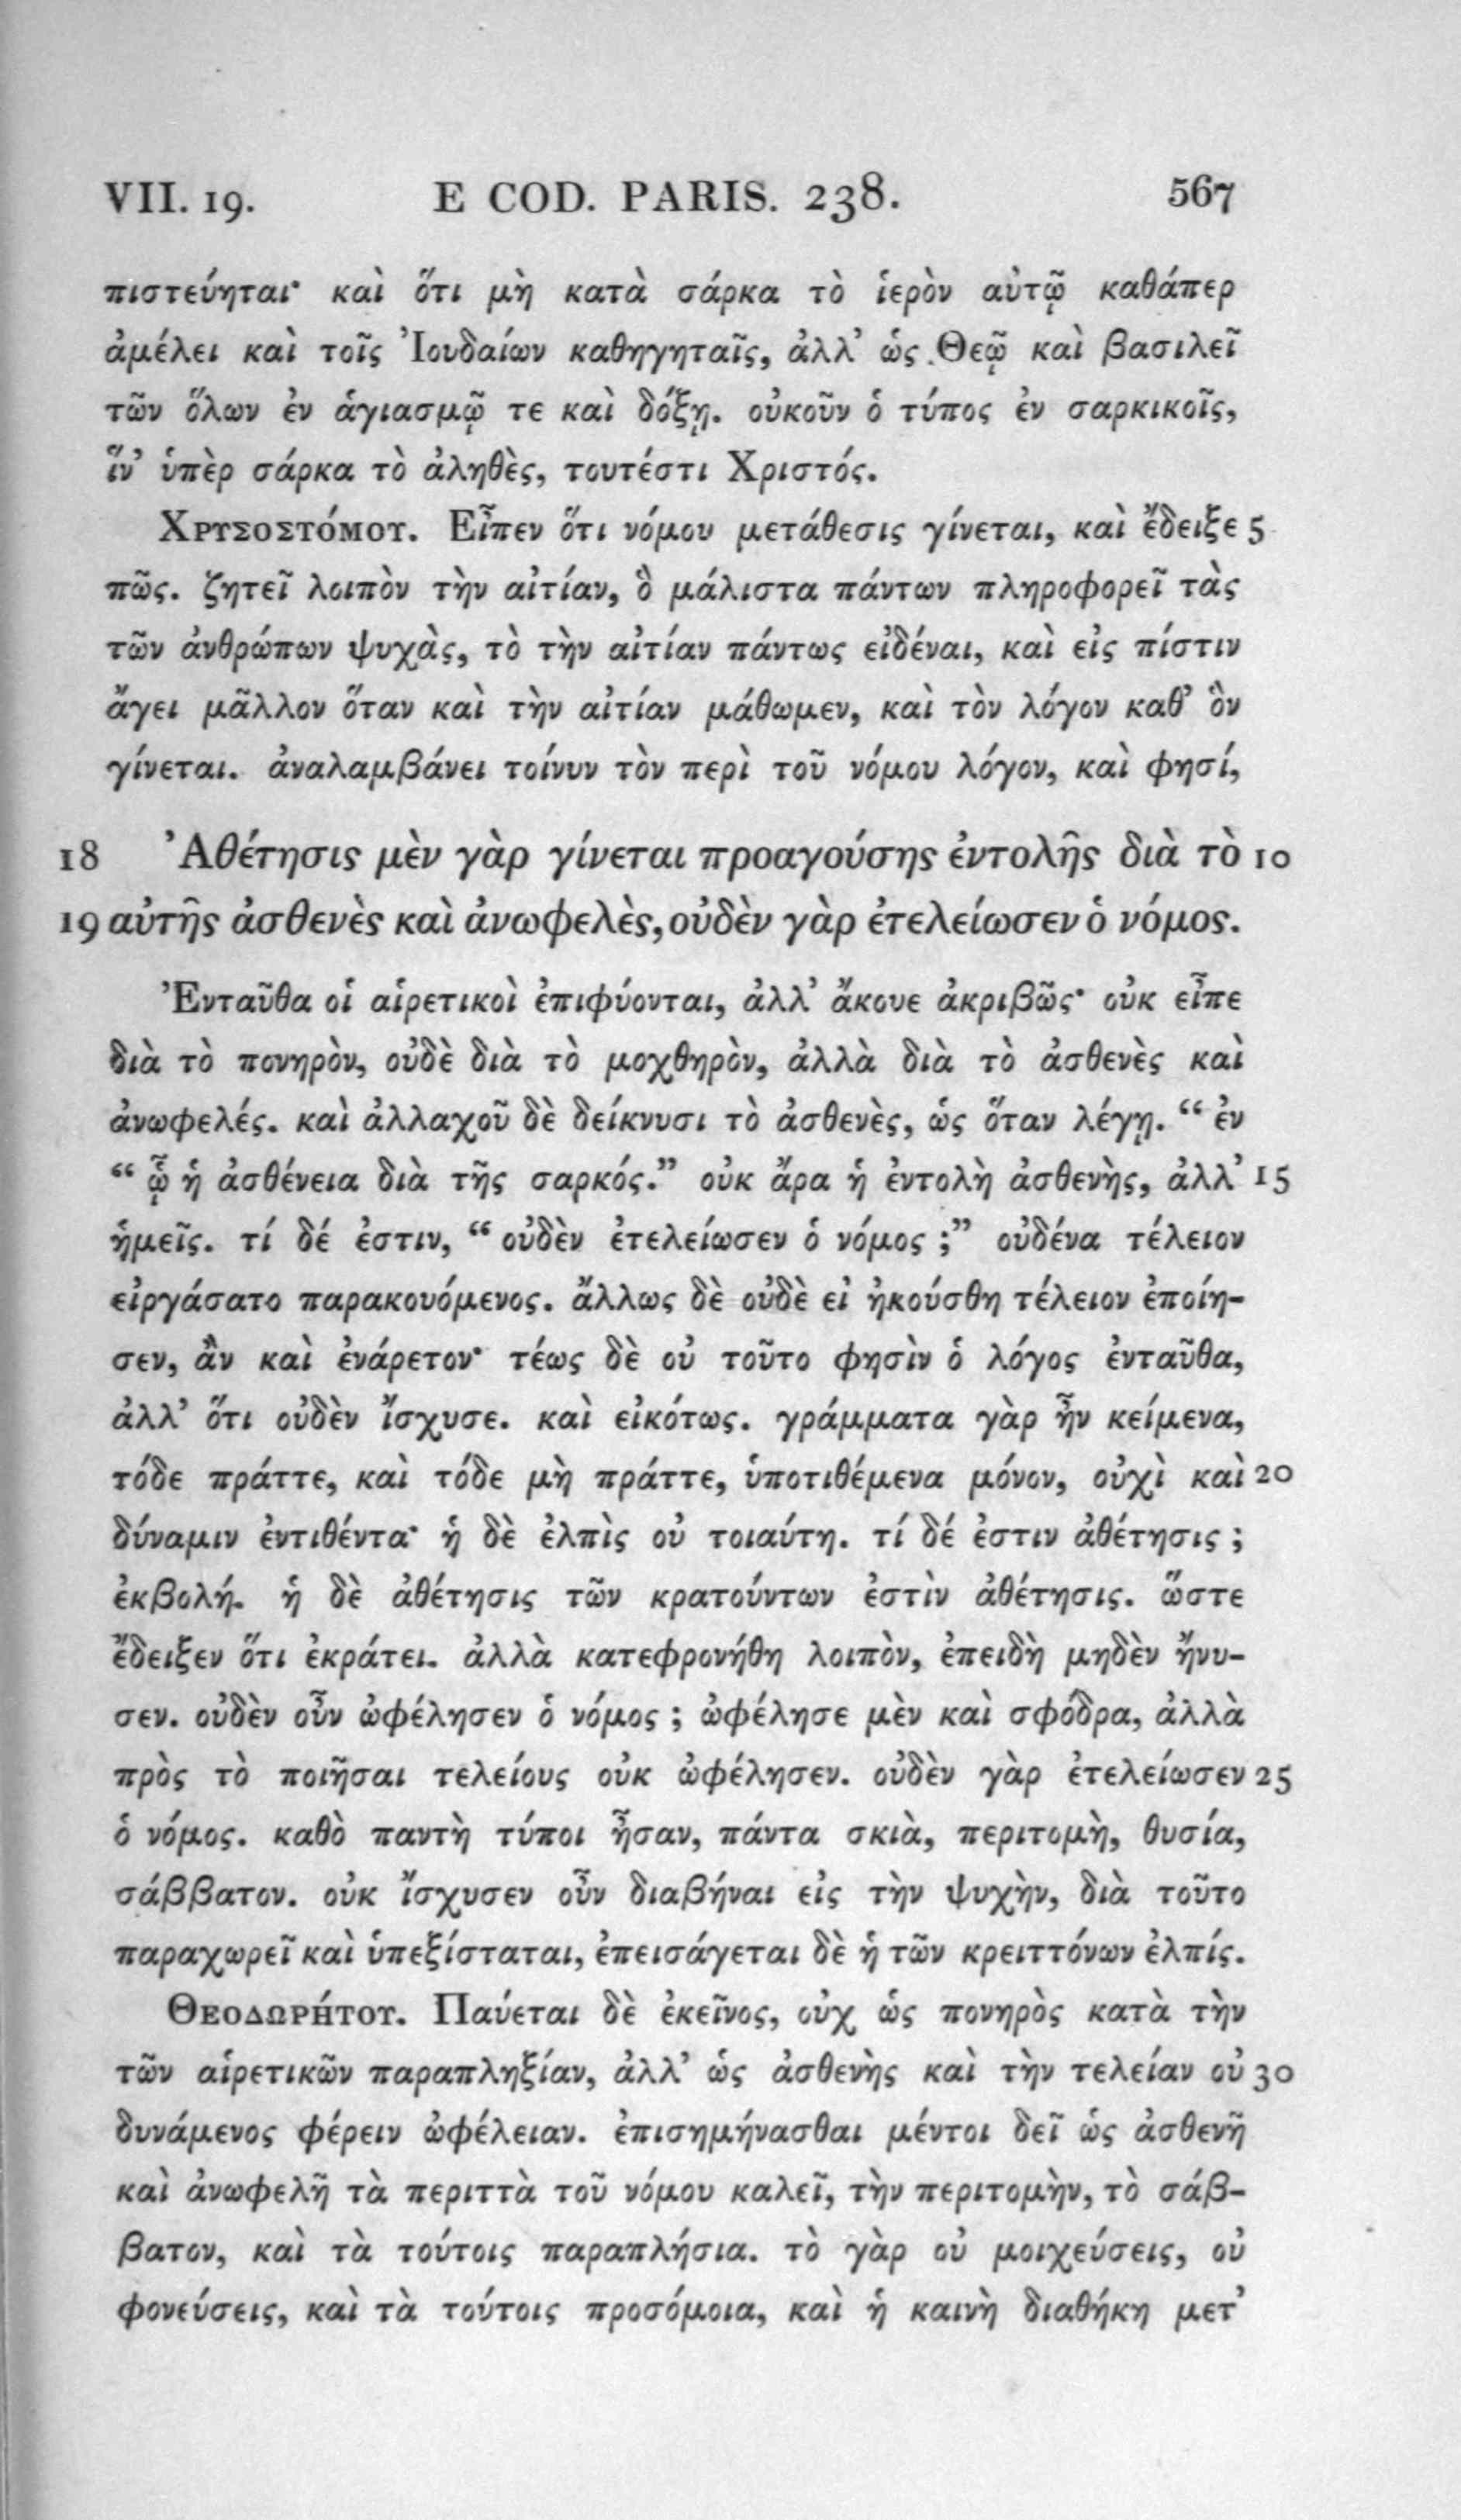 VII. 19. E COD. PARIS. 238. 567
πιστεύηται· καὶ ὅτι μὴ κατὰ σάρκα τὸ ἱερὸν αὐτῷ καθάπερ
ἀμέλει καὶ τοῖς Ἰουδαίων καθηγηταῖς, ἀλλ’ ὡς Θεῷ καὶ βασιλεῖ
τῶν ὅλων ἐν ἁγιασμῷ τε καὶ δόξῃ. οὐκοῦν ὁ τύπος ἐν σαρκικοῖς,
ἵν’ ὑπὲρ σάρκα τὸ ἀληθὲς, τουτέστι Χριστός.
Χρυσοστόμου. Εἶπεν ὅτι νόμου μετάθεσις γίνεται, καὶ ἔδειξε 5
πῶς. ζητεῖ λοιπὸν τὴν αἰτίαν, ὃ μάλιστα πάντων πληροφορεῖ τὰς
τῶν ἀνθρώπων ψυχὰς, τὸ τὴν αἰτίαν πάντως εἰδέναι, καὶ εἰς πίστιν
ἄγει μᾶλλον ὅταν καὶ τὴν αἰτίαν μάθωμεν, καὶ τὸν λόγον καθ’ ὃν
γίνεται. ἀναλαμβάνει τοίνυν τὸν περὶ τοῦ νόμου λόγον, καὶ φησί,
18 Ἀθέτησις μὲν γὰρ γίνεται προαγούσης ἐντολῆς διὰ τὸ 10
19 αὐτῆς ἀσθενὲς καὶ ἀνωφελὲς, οὐδὲν γὰρ ἐτελείωσεν ὁ νόμος.
Ἐνταῦθα οἱ αἱρετικοὶ ἐπιφύονται, ἀλλ’ ἄκουε ἀκριβῶς· οὐκ εἶπε
διὰ τὸ πονηρὸν, οὐδὲ διὰ τὸ μοχθηρὸν, ἀλλὰ διὰ τὸ ἀσθενὲς καὶ
ἀνωφελές. καὶ ἀλλαχοῦ δὲ δείκνυσι τὸ ἀσθενὲς, ὡς ὅταν λέγῃ. “ ἐν
“ ᾧ ἡ ἀσθένεια διὰ τῆς σαρκός.” οὐκ ἄρα ἡ ἐντολὴ ἀσθενὴς, ἀλλ’ 15
ἡμεῖς. τί δέ ἐστιν, “ οὐδὲν ἐτελείωσεν ὁ νόμος ;” οὐδένα τέλειον
εἰργάσατο παρακουόμενος. ἄλλως δὲ οὐδὲ εἰ ἠκούσθη τέλειον ἐποίη-
σεν, ἂν καὶ ἐνάρετον· τέως δὲ οὐ τοῦτο φησὶν ὁ λόγος ἐνταῦθα,
ἀλλ’ ὅτι οὐδὲν ἴσχυσε. καὶ εἰκότως. γράμματα γὰρ ἦν κείμενα,
τόδε πράττε, καὶ τόδε μὴ πράττε, ὑποτιθέμενα μόνον, οὐχὶ καὶ 20
δύναμιν ἐντιθέντα· ἡ δὲ ἐλπὶς οὐ τοιαύτη. τί δέ ἐστιν ἀθέτησις ;
ἐκβολή. ἡ δὲ ἀθέτησις τῶν κρατούντων ἐστὶν ἀθέτησις. ὥστε
ἔδειξεν ὅτι ἐκράτει. ἀλλὰ κατεφρονήθη λοιπὸν, ἐπειδὴ μηδὲν ἤνυ-
σεν. οὐδὲν οὖν ὠφέλησεν ὁ νόμος ; ὠφέλησε μὲν καὶ σφόδρα, ἀλλὰ
πρὸς τὸ ποιῆσαι τελείους οὐκ ὠφέλησεν. οὐδὲν γὰρ ἐτελείωσεν 25
ὁ νόμος. καθὸ παντὴ τύποι ἦσαν, πάντα σκιὰ, περιτομὴ, θυσία,
σάββατον. οὐκ ἴσχυσεν οὖν διαβήναι εἰς τὴν ψυχὴν, διὰ τοῦτο
παραχωρεῖ καὶ ὑπεξίσταται, ἐπεισάγεται δὲ ἡ τῶν κρειττόνων ἐλπίς.
Θεοδωρήτου. Παύεται δὲ ἐκεῖνος, οὐχ ὡς πονηρὸς κατὰ τὴν
τῶν αἱρετικῶν παραπληξίαν, ἀλλ’ ὡς ἀσθενὴς καὶ τὴν τελείαν οὐ 30
δυνάμενος φέρειν ὠφέλειαν. ἐπισημήνασθαι μέντοι δεῖ ὡς ἀσθενῆ
καὶ ἀνωφελῆ τὰ περιττὰ τοῦ νόμου καλεῖ, τὴν περιτομὴν, τὸ σάβ-
βατον, καὶ τὰ τούτοις παραπλήσια. τὸ γὰρ οὐ μοιχεύσεις, οὐ
φονεύσεις, καὶ τὰ τούτοις προσόμοια, καὶ ἡ καινὴ διαθήκη μετ’